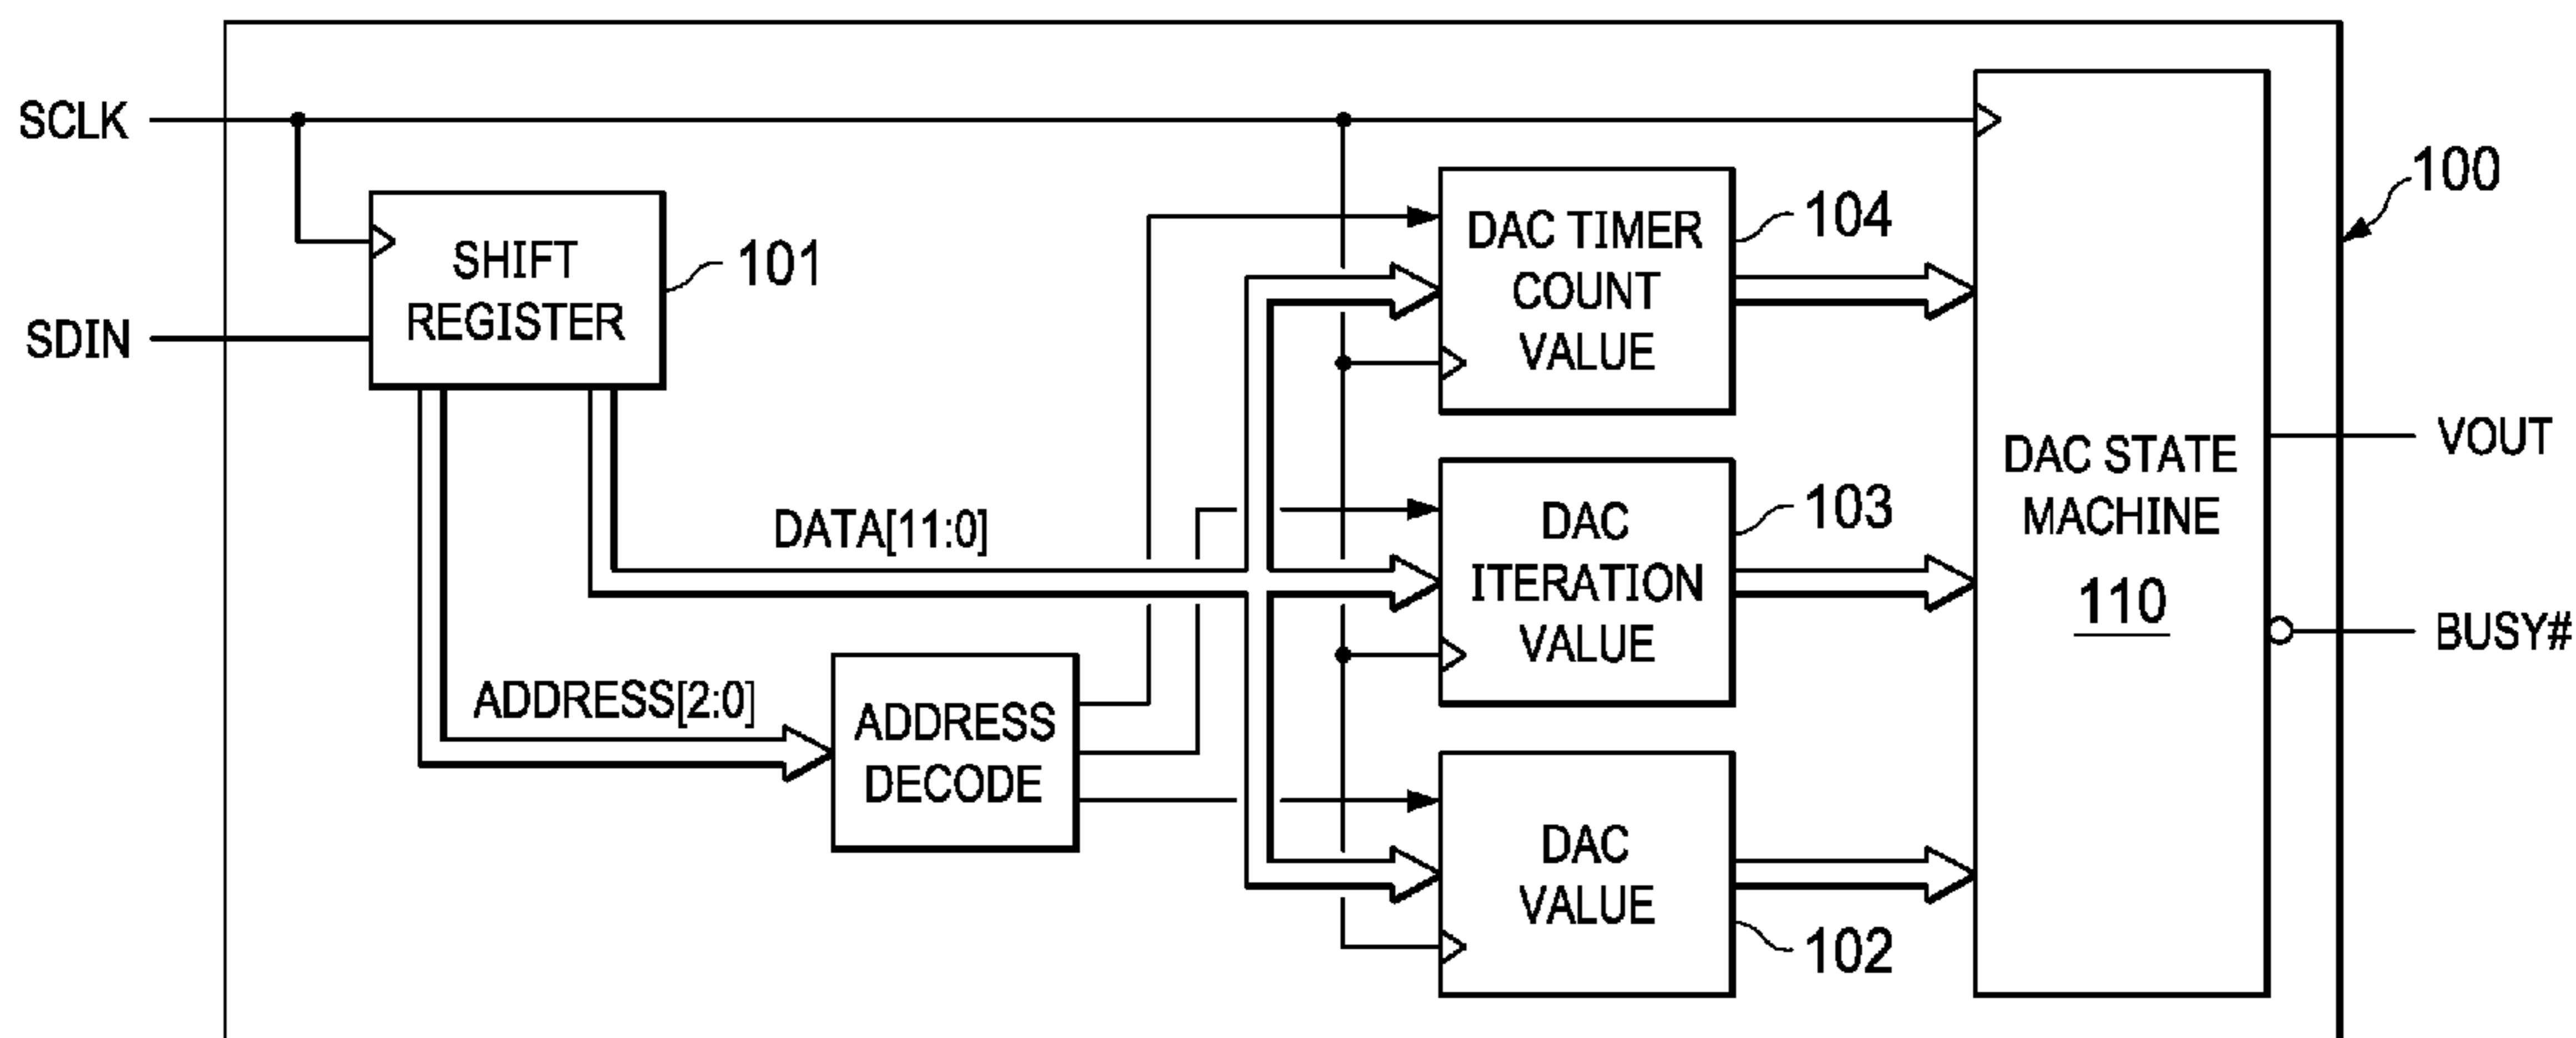 SCLK
SDIN
SHIFT
REGISTER
101
DATA[11:0]
ADDRESS[2:0]
ADDRESS
DECODE
DAC TIMER
COUNT
VALUE
104
DAC
ITERATION
VALUE
103
DAC
VALUE
102
DAC STATE
MACHINE
110
100
VOUT
BUSY#